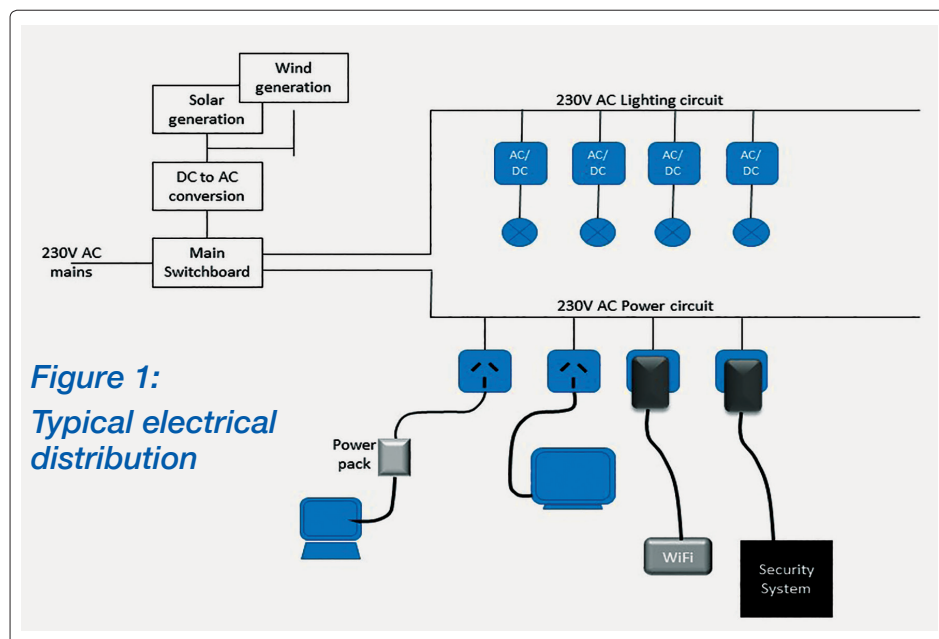 Wind
generation
Solar
generation
DC to AC
conversion
230V AC
mains
Main
Switchboard
230V AC Lighting circuit
AC/
DC
AC/
DC
AC/
DC
AC/
DC
230V AC Power circuit
Figure 1:
Typical electrical
distribution
Power
pack
WiFi
Security
System